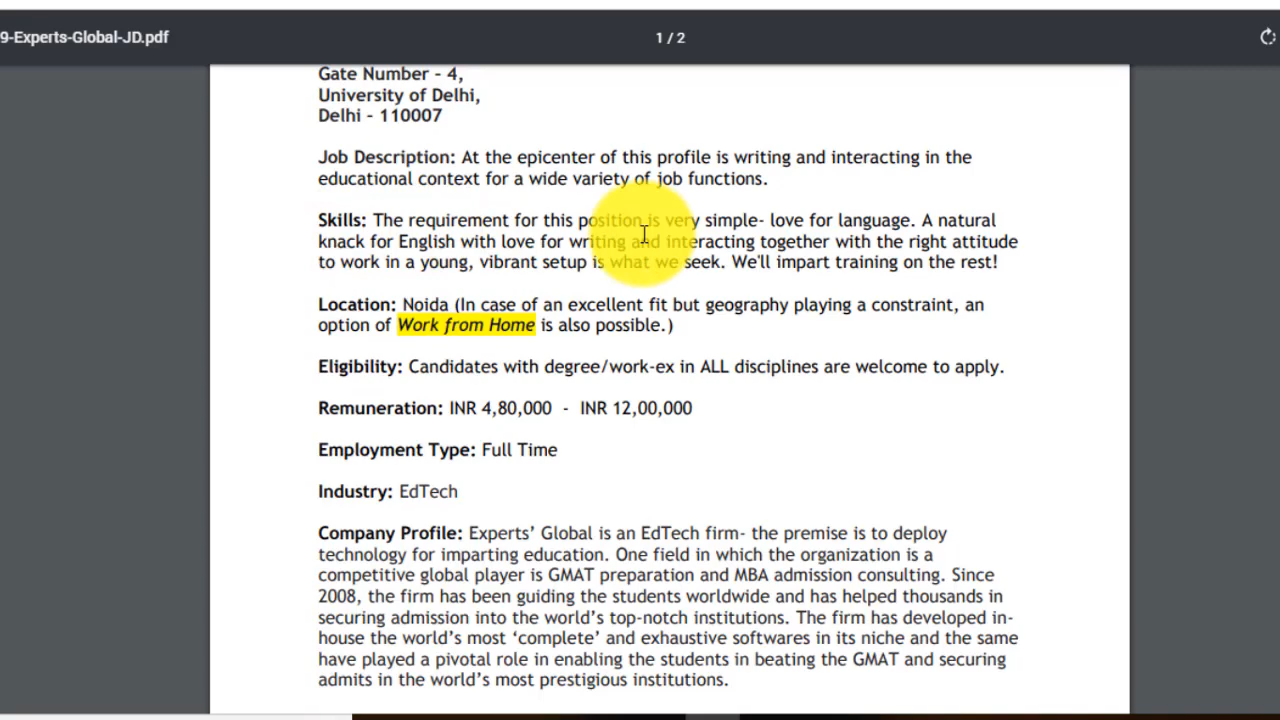 9-Experts-Global-JD.pdf
1 / 2
Gate Number - 4,
University of Delhi,
Delhi - 110007
Job Description: At the epicenter of this profile is writing and interacting in the
educational context for a wide variety of job functions.
Skills: The requirement for this position is very simple- love for language. A natural
knack for English with love for writing and interacting together with the right attitude
to work in a young, vibrant setup is what we seek. We'll impart training on the rest!
Location: Noida (In case of an excellent fit but geography playing a constraint, an
option of Work from Home is also possible.)
Eligibility: Candidates with degree/work-ex in ALL disciplines are welcome to apply.
Remuneration: INR 4,80,000 - INR 12,00,000
Employment Type: Full Time
Industry: EdTech
Company Profile: Experts’ Global is an EdTech firm- the premise is to deploy
technology for imparting education. One field in which the organization is a
competitive global player is GMAT preparation and MBA admission consulting. Since
2008, the firm has been guiding the students worldwide and has helped thousands in
securing admission into the world’s top-notch institutions. The firm has developed in-
house the world’s most ‘complete’ and exhaustive softwares in its niche and the same
have played a pivotal role in enabling the students in beating the GMAT and securing
admits in the world’s most prestigious institutions.